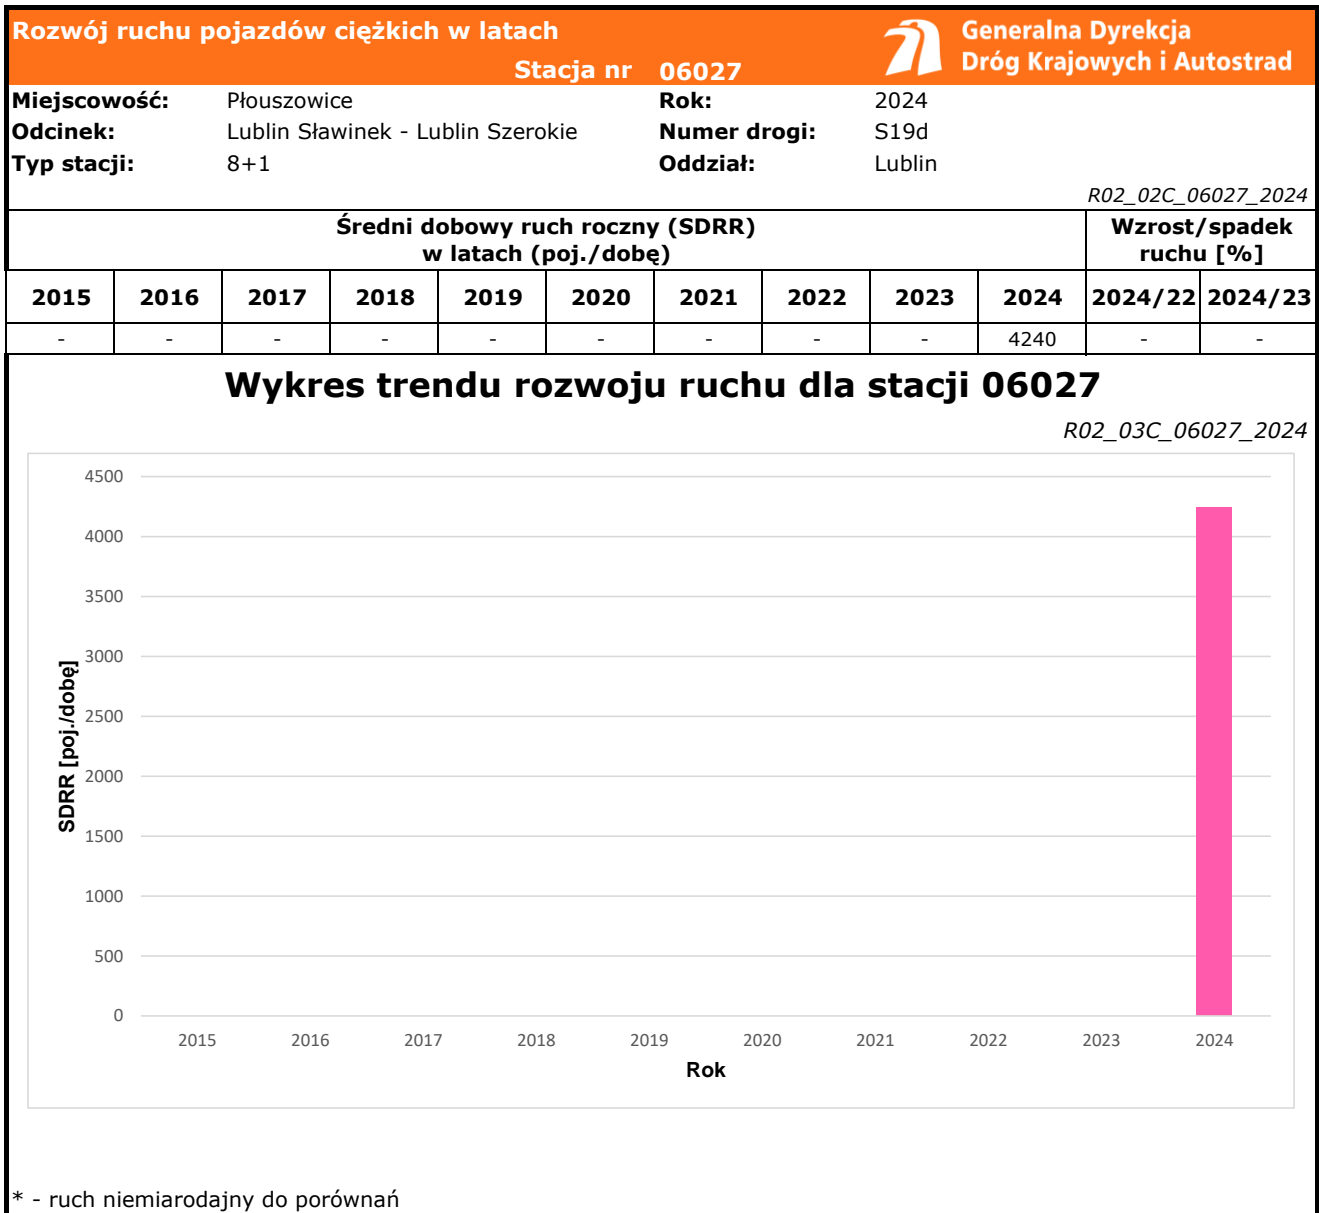 Rozwój ruchu pojazdów ciężkich w latach
Stacja nr 06027
Generalna Dyrekcja
Dróg Krajowych i Autostrad
Miejscowość: Płouszowice Rok: 2024
Odcinek: Lublin Sławinek - Lublin Szerokie Numer drogi: S19d
Typ stacji: 8+1 Oddział: Lublin
R02_02C_06027_2024
Średni dobowy ruch roczny (SDRR)
w latach (poj./dobę)
Wzrost/spadek
ruchu [%]
2015 2016 2017 2018 2019 2020 2021 2022 2023 2024 2024/22 2024/23
- - - - - - - - - 4240 - -
Wykres trendu rozwoju ruchu dla stacji 06027
R02_03C_06027_2024
4500
4000
3500
3000
2500
2000
1500
1000
500
0
SDRR [poj./dobę]
2015 2016 2017 2018 2019 2020 2021 2022 2023 2024
Rok
* - ruch niemiarodajny do porównań